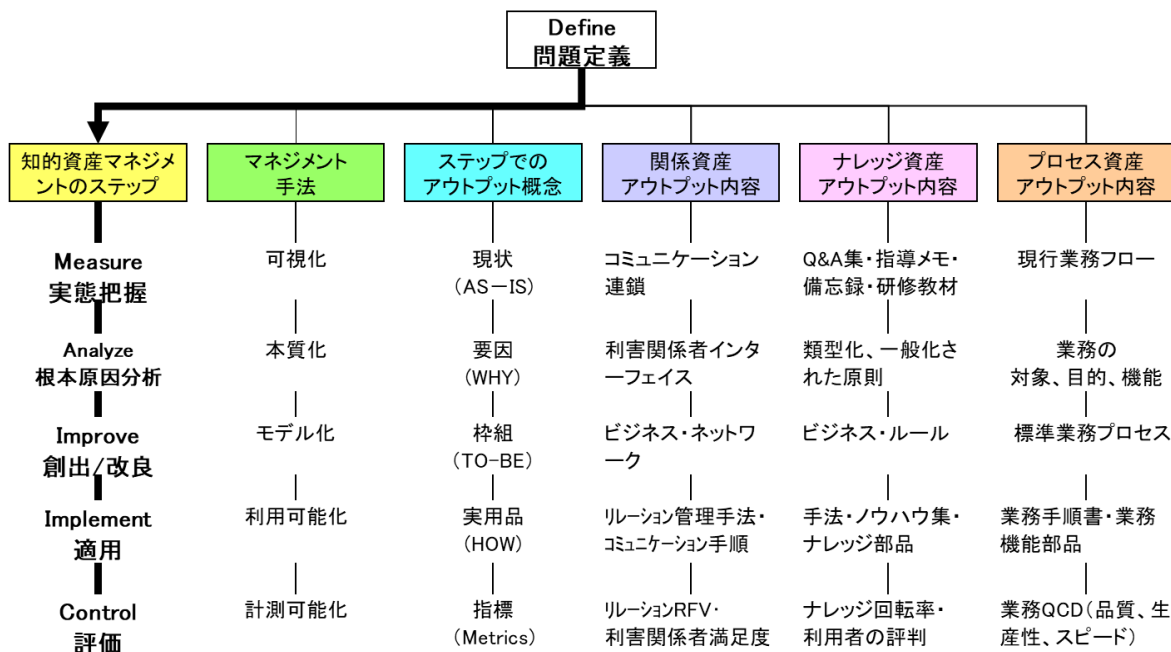 Define
問題定義
知的資産マネジメ
ントのステップ
マネジメント
手法
ステップでの
アウトプット概念
関係資産
アウトプット内容
ナレッジ資産
アウトプット内容
プロセス資産
アウトプット内容
Measure
実態把握
可視化
現状
(AS−IS)
コミュニケーション
連鎖
Q&A集・指導メモ・
備忘録・研修教材
現行業務フロー
Analyze
根本原因分析
本質化
要因
(WHY)
利害関係者インタ
ーフェイス
類型化、一般化さ
れた原則
業務の
対象、目的、機能
Improve
創出/改良
モデル化
枠組
(TO-BE)
ビジネス・ネットワ
ーク
ビジネス・ルール
標準業務プロセス
Implement
適用
利用可能化
実用品
(HOW)
リレーション管理手法・
コミュニケーション手順
手法・ノウハウ集・
ナレッジ部品
業務手順書・業務
機能部品
Control
評価
計測可能化
指標
(Metrics)
リレーションRFV・
利害関係者満足度
ナレッジ回転率・
利用者の評判
業務QCD(品質、生
産性、スピード)